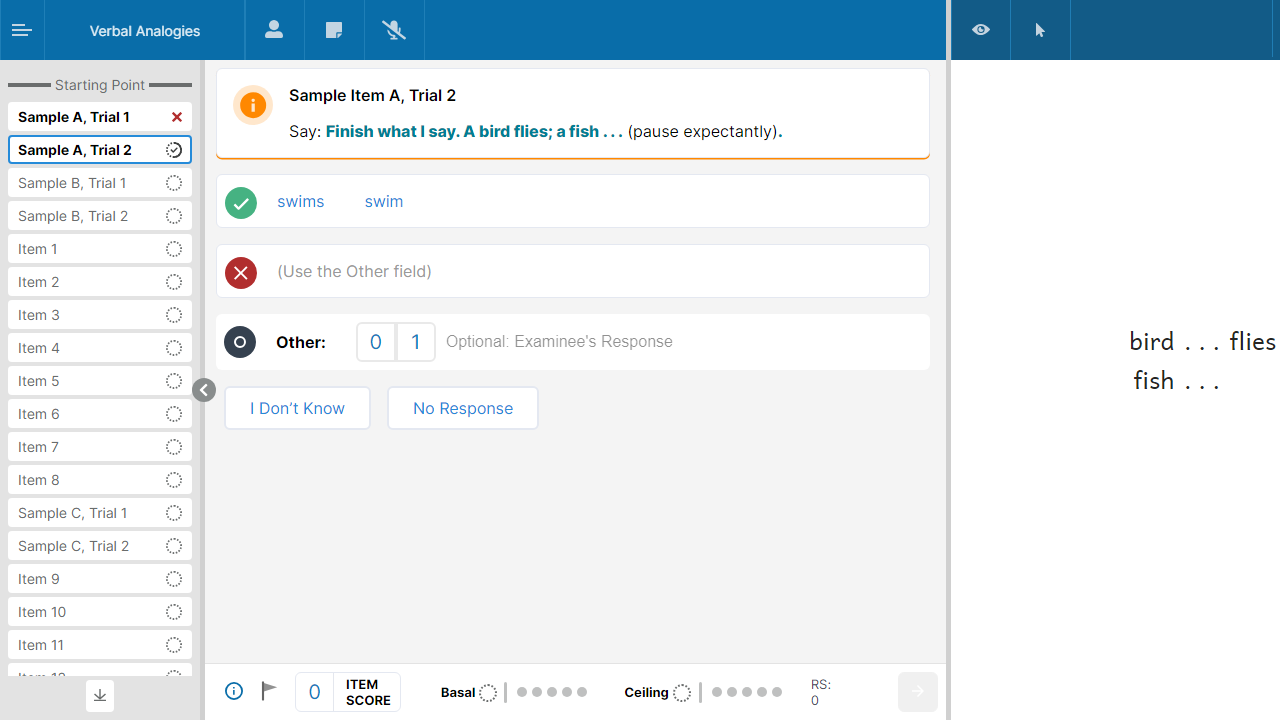 Verbal Analogies
Starting Point
Sample A, Trial 1
Sample A, Trial 2
Sample B, Trial 1
Sample B, Trial 2
Item 1
Item 2
Item 3
Item 4
Item 5
Item 6
Item 7
Item 8
Sample C, Trial 1
Sample C, Trial 2
Item 9
Item 10
Item 11
Sample Item A, Trial 2
Say: Finish what I say. A bird flies; a fish . . . (pause expectantly).
swims swim
(Use the Other field)
Other: 0 1 Optional: Examinee's Response
I Don’t Know No Response
0 ITEM SCORE
Basal
Ceiling
RS:
0
bird . . . flies
fish . . .